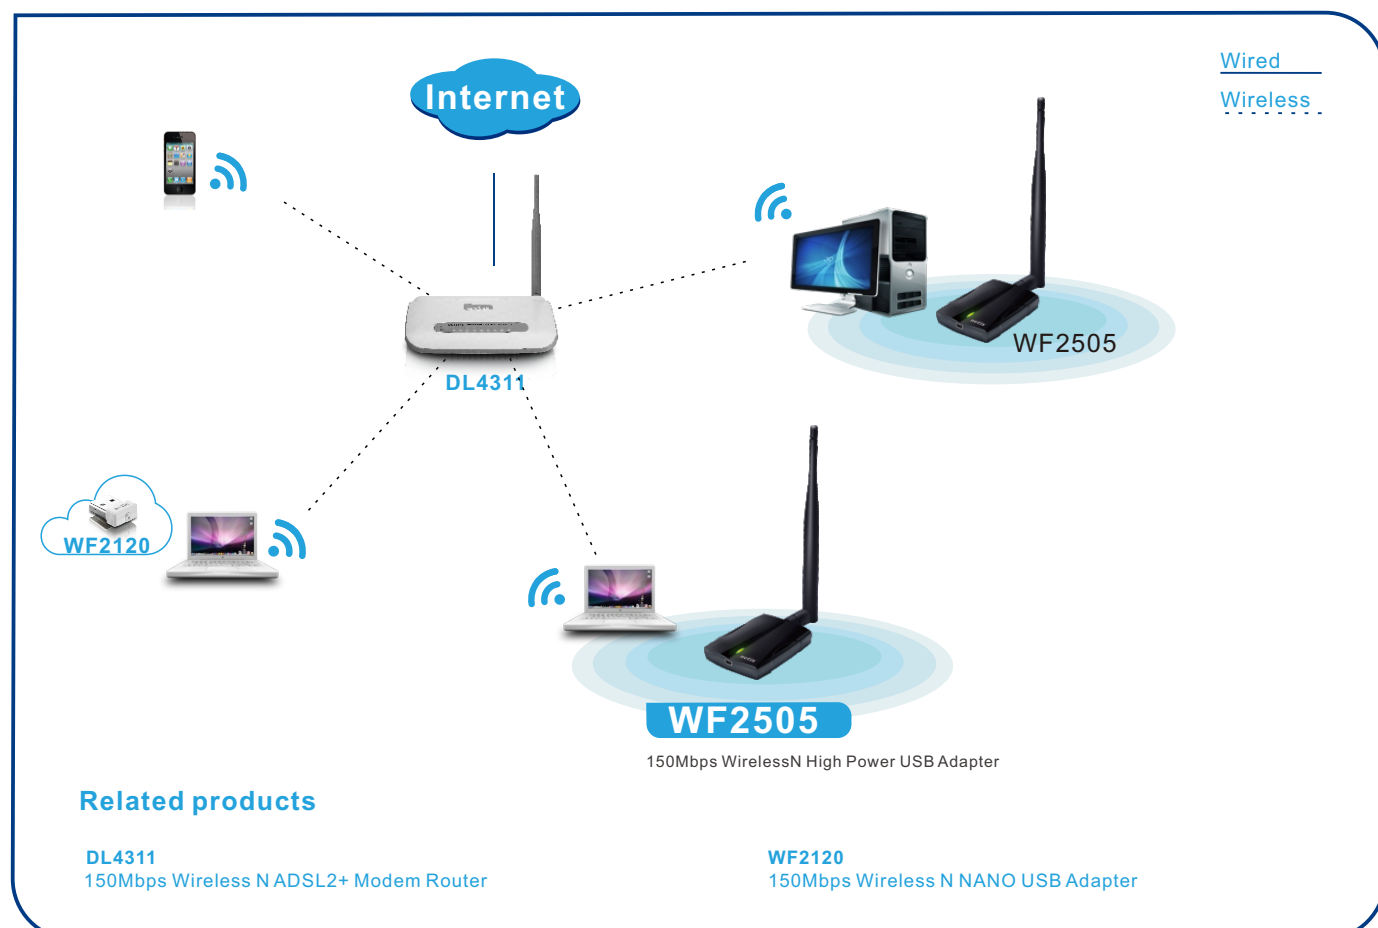 Wired
Wireless
Internet
WF2505
DL4311
WF2120
WF2505
150Mbps WirelessN High Power USB Adapter
Related products
DL4311
150Mbps Wireless N ADSL2+ Modem Router
WF2120
150Mbps Wireless N NANO USB Adapter